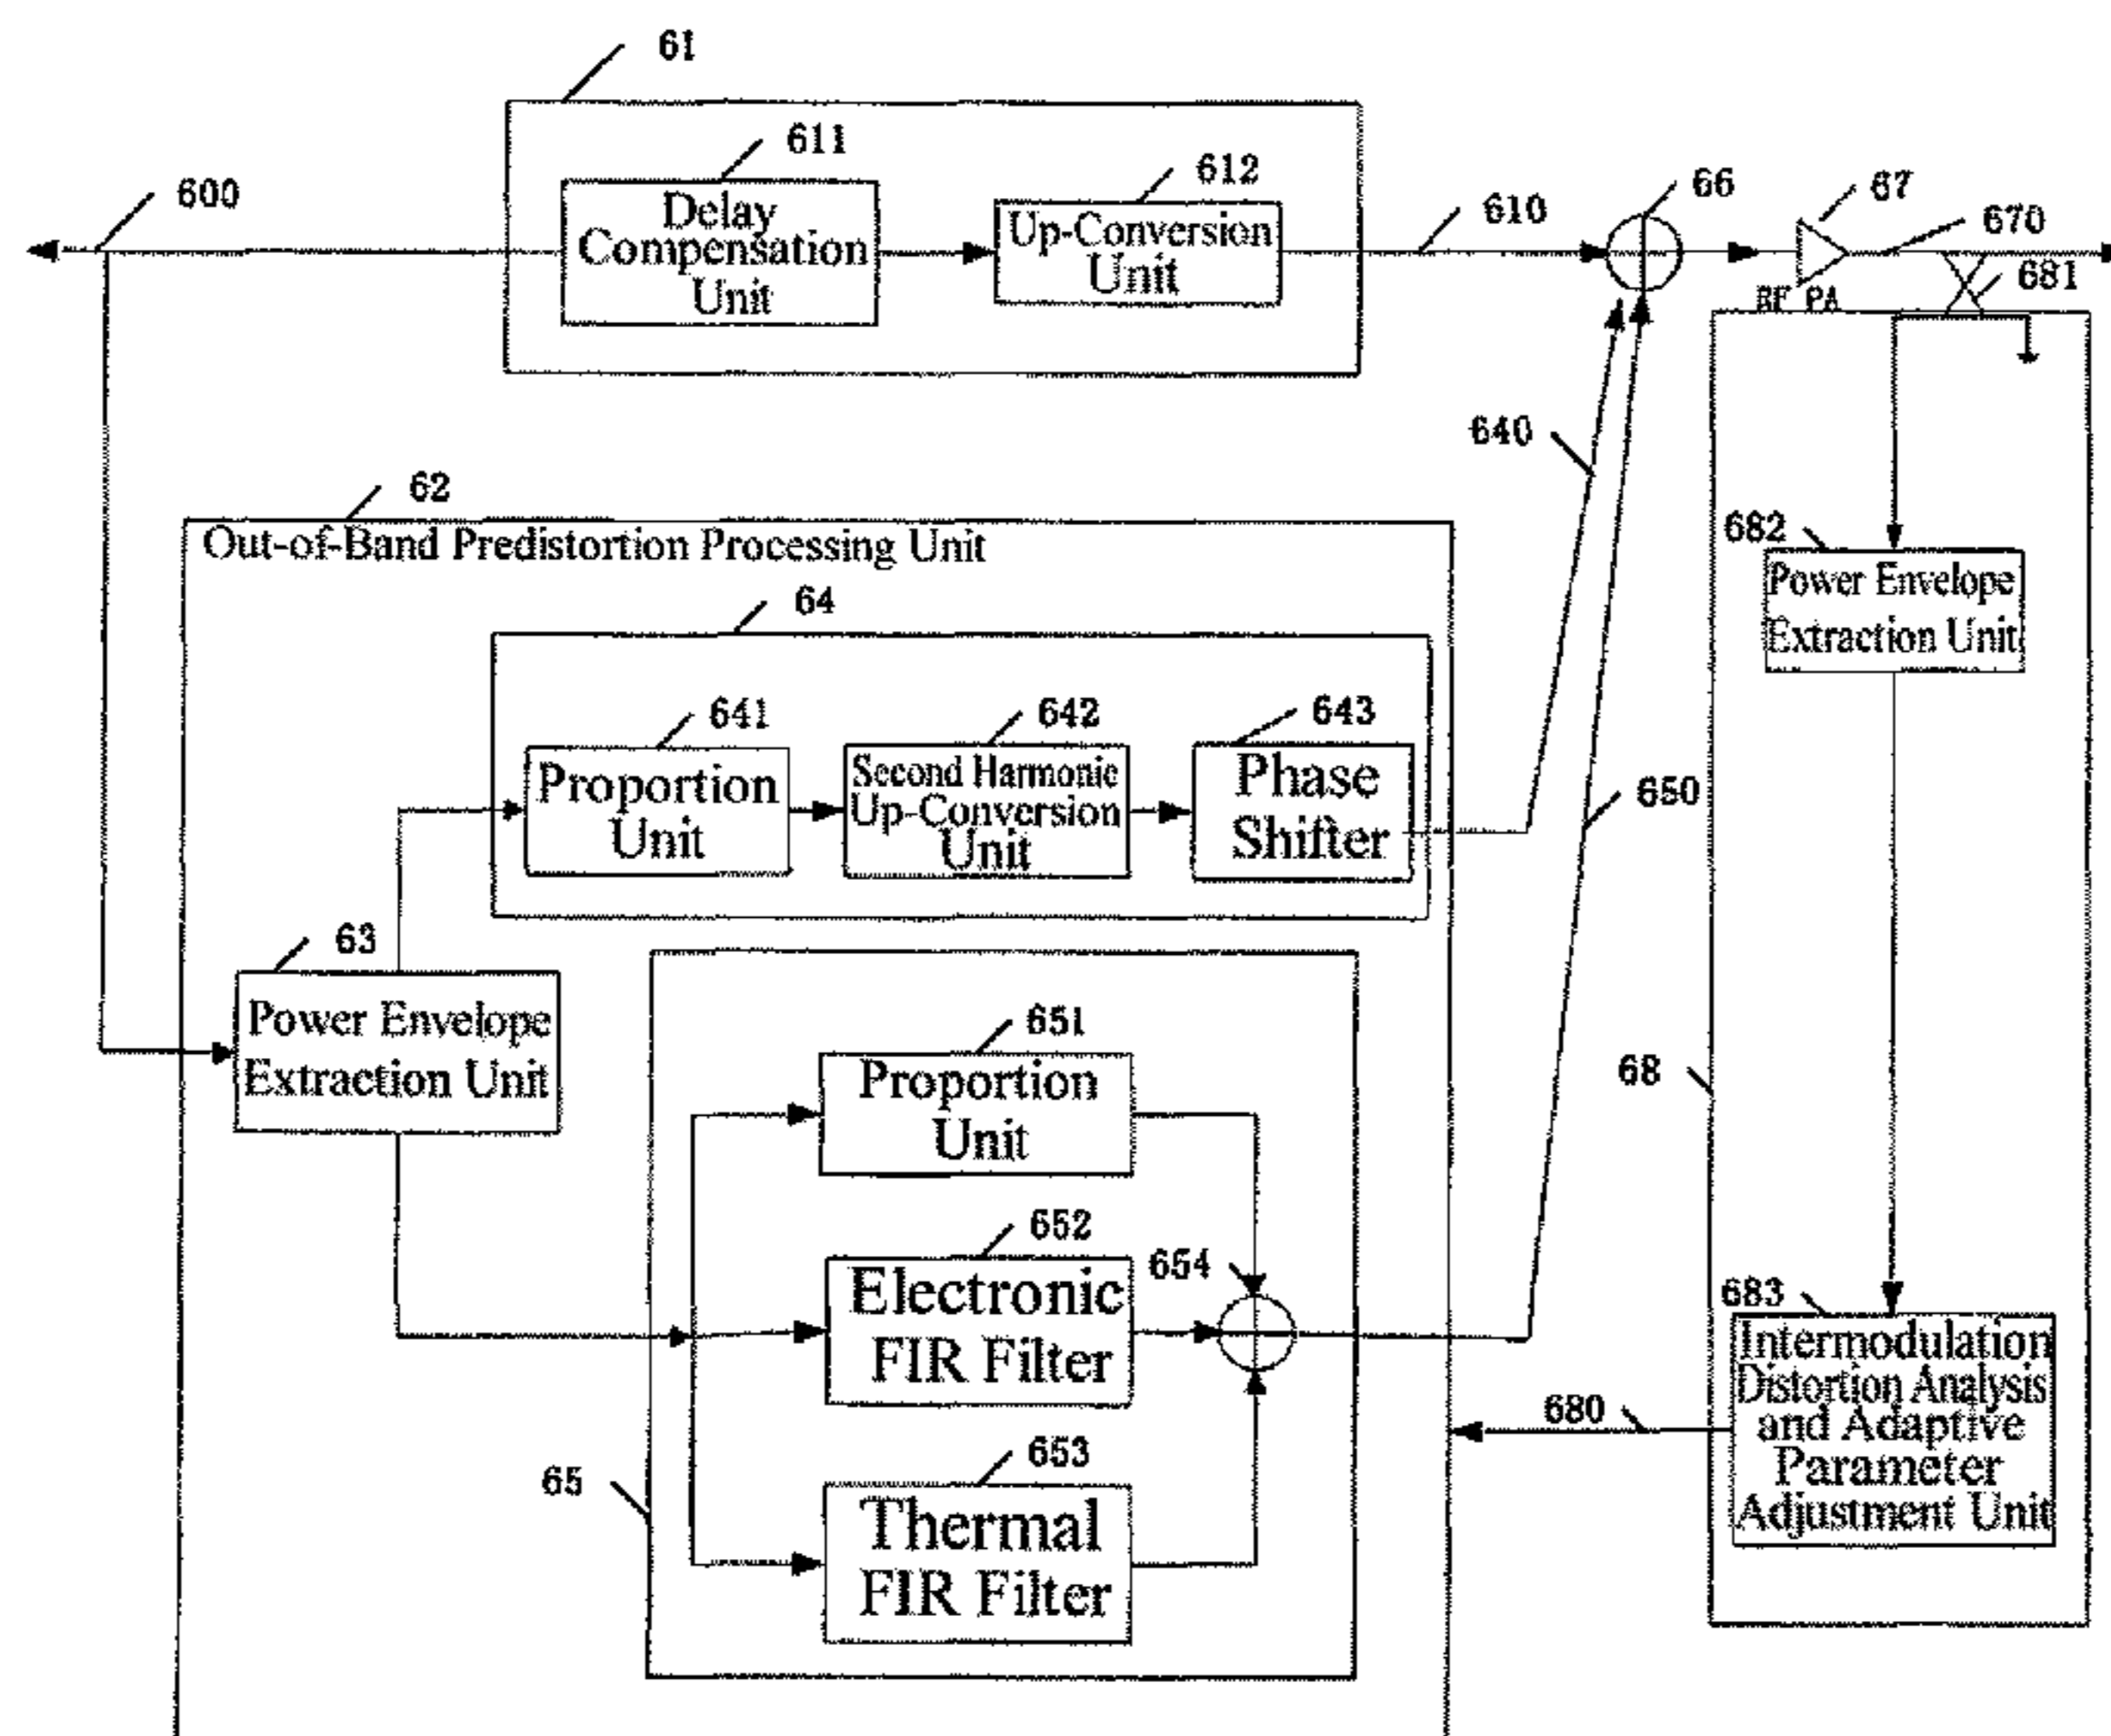 61
611
612
600
Delay
Compensation
Unit
Up-Conversion
Unit
610
66
67
670
681
RF PA
640
62
Out-of-Band Predistortion Processing Unit
682
Power Envelope
Extraction Unit
64
641
642
643
Proportion
Unit
Second Harmonic
Up-Conversion
Unit
Phase
Shifter
650
63
Power Envelope
Extraction Unit
651
Proportion
Unit
68
652
Electronic
FIR Filter
654
683
Intermodulation
Distortion Analysis
and Adaptive
Parameter
Adjustment Unit
680
65
653
Thermal
FIR Filter